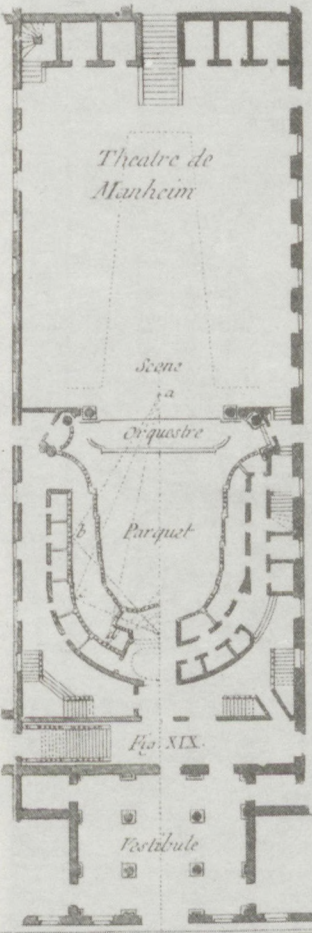 Theatre de
Manheim
Scene
a
Orquestre
b
Parquet
Fig. XIX.
Vestibule